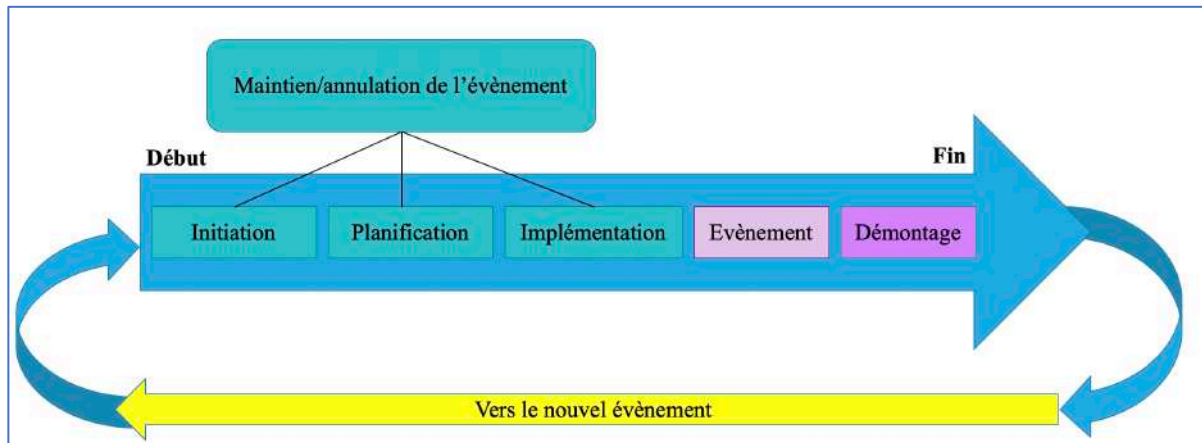 Maintien/annulation de l'évènement
Début
Fin
Initiation
Planification
Implémentation
Evènement
Démontage
Vers le nouvel évènement